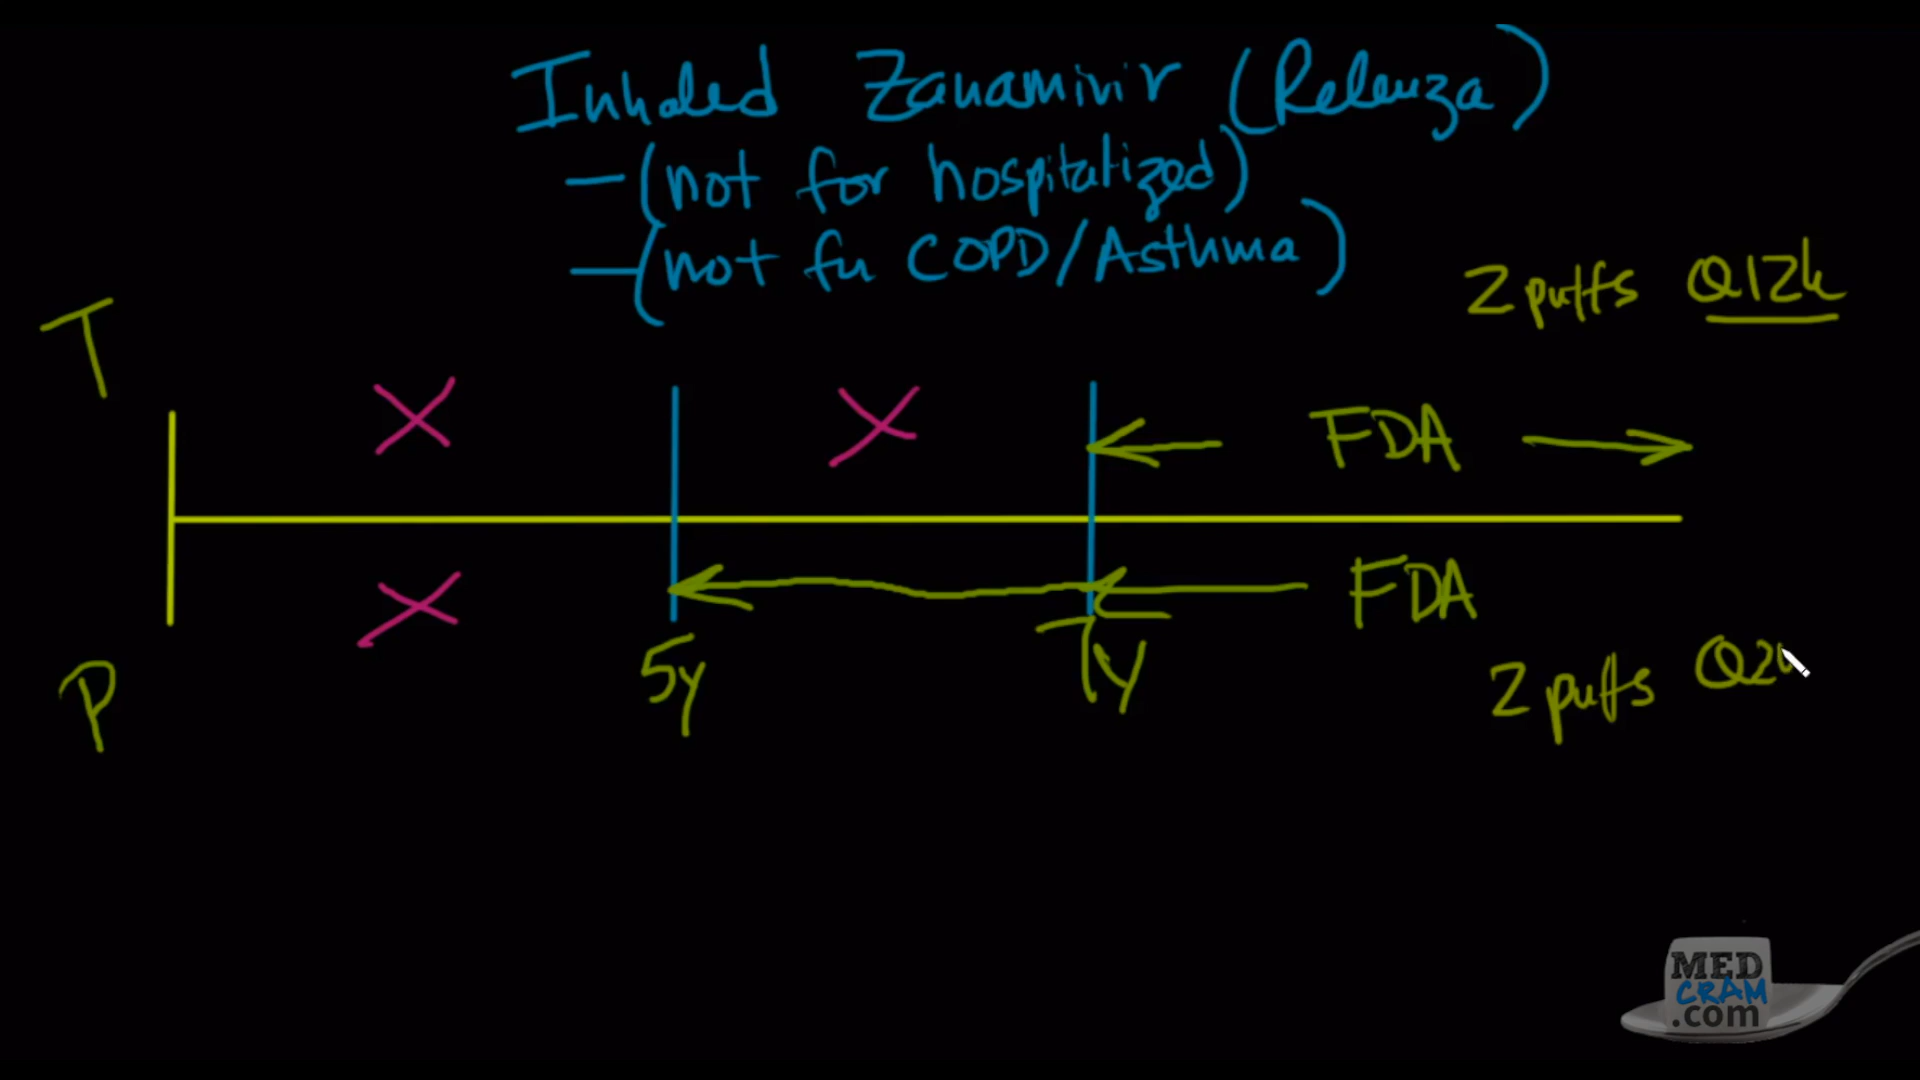 Inhaled Zanamivir (Relenza)
- (not for hospitalized)
- (not for COPD/Asthma)
2 puffs Q12h
T
X X FDA
X FDA
P
5y 7y
2 puffs Q24
MED
CRAM
.com